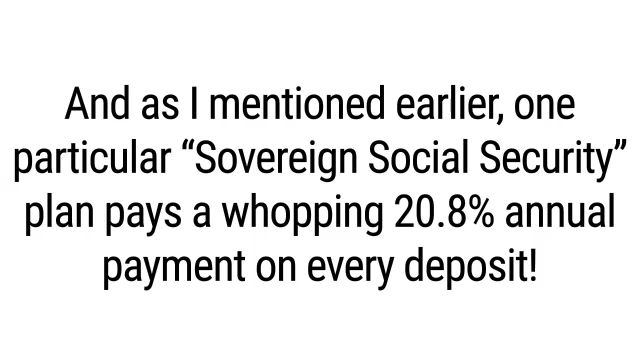 And as I mentioned earlier, one
particular “Sovereign Social Security”
plan pays a whopping 20.8% annual
payment on every deposit!